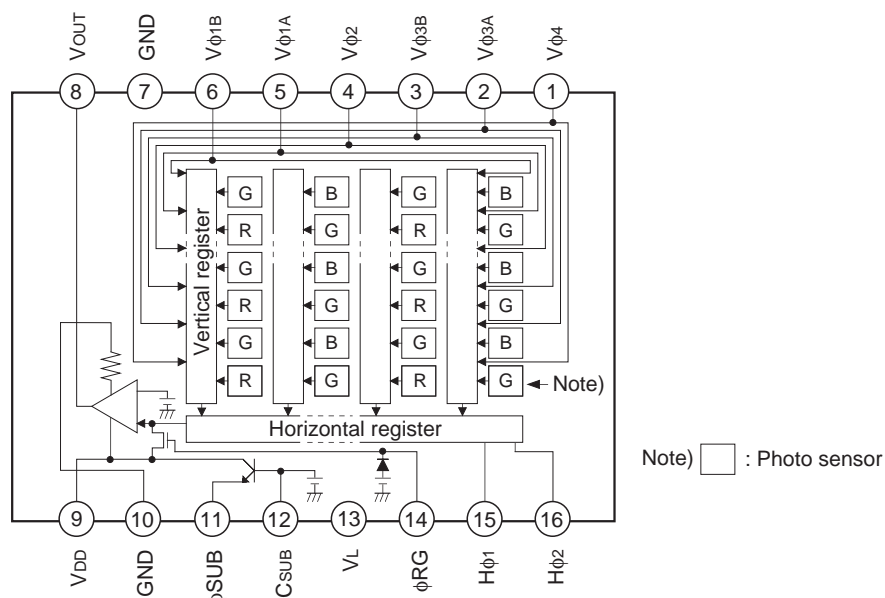 VOUT GND Vϕ1B Vϕ1A Vϕ2 Vϕ3B Vϕ3A Vϕ4
8 7 6 5 4 3 2 1
G B G B
R G R G
G B G B
R G R G
G B G B
R G R G
Vertical register
Note)
Horizontal register
Note) : Photo sensor
9 10 11 12 13 14 15 16
VDD GND ϕSUB CSUB VL ϕRG Hϕ1 Hϕ2